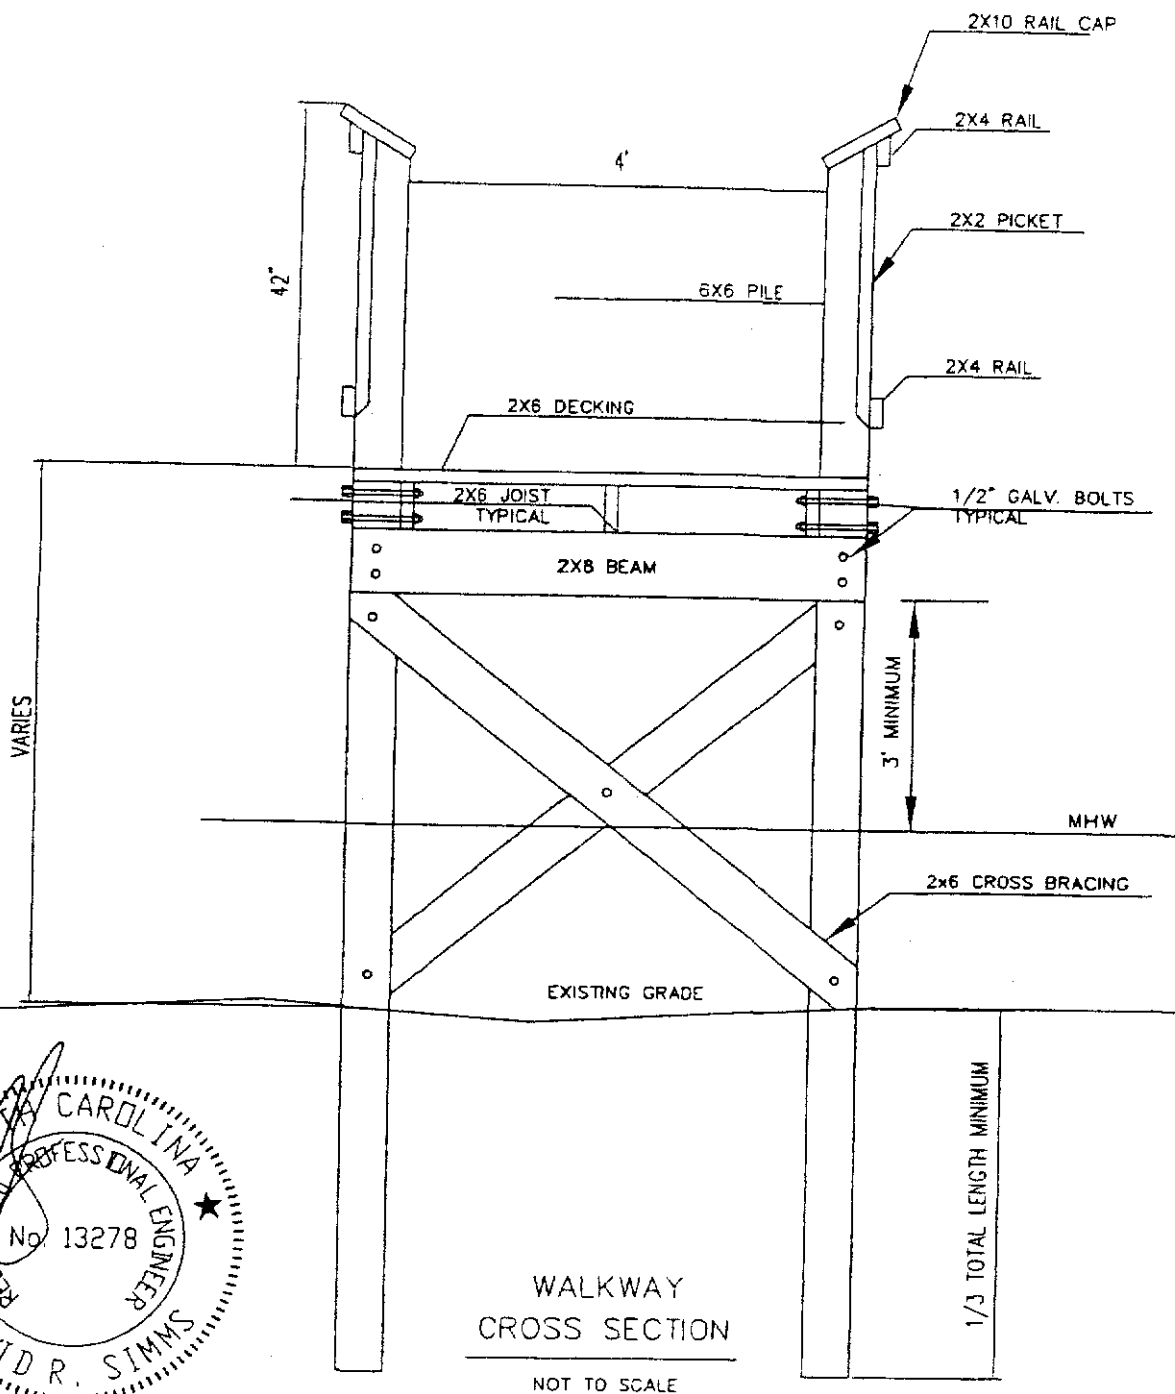 2X10 RAIL CAP
2X4 RAIL
4'
2X2 PICKET
42"
6X6 PILE
2X4 RAIL
2X6 DECKING
2X6 JOIST
TYPICAL
1/2" GALV. BOLTS
TYPICAL
2X8 BEAM
VARIES
3' MINIMUM
MHW
2x6 CROSS BRACING
EXISTING GRADE
1/3 TOTAL LENGTH MINIMUM
CAROLINA
PROFESSIONAL ENGINEER
No. 13278
R. SIMMS
WALKWAY
CROSS SECTION
NOT TO SCALE